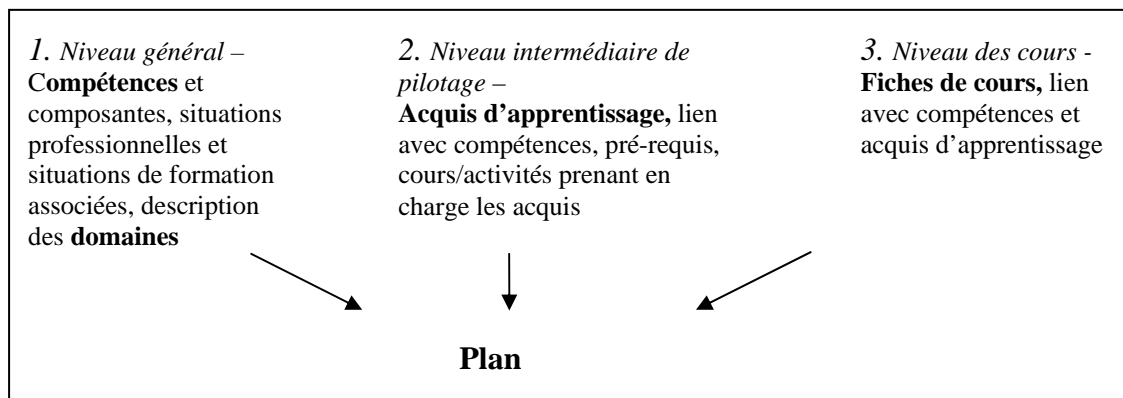 1. Niveau général –
Compétences et
composantes, situations
professionnelles et
situations de formation
associées, description
des domaines
2. Niveau intermédiaire de
pilotage –
Acquis d'apprentissage, lien
avec compétences, pré-requis,
cours/activités prenant en
charge les acquis
3. Niveau des cours -
Fiches de cours, lien
avec compétences et
acquis d'apprentissage
Plan